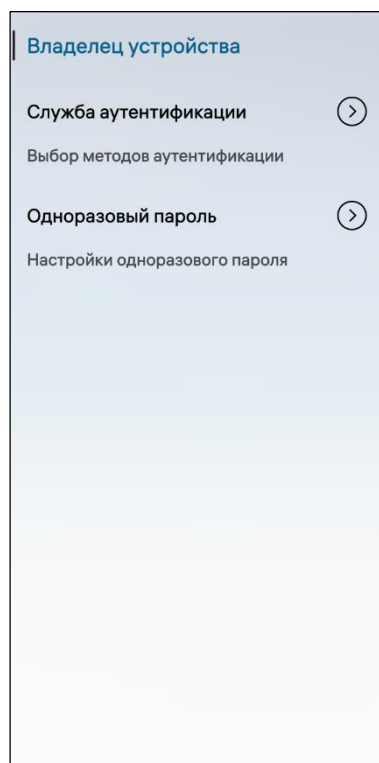 Владелец устройства
Служба аутентификации
Выбор методов аутентификации
Одноразовый пароль
Настройки одноразового пароля